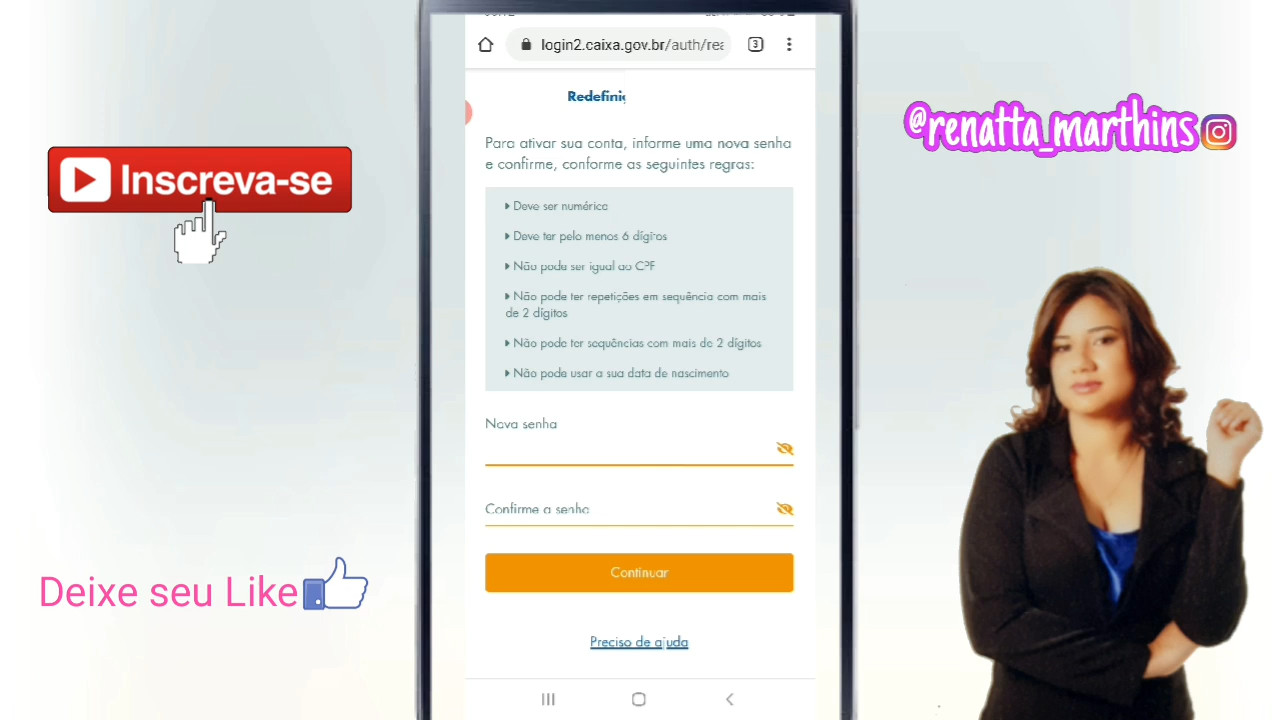 login2.caixa.gov.br/auth/rea
3
Redefiniç
Para ativar sua conta, informe uma nova senha
e confirme, conforme as seguintes regras:
Deve ser numérica
Deve ter pelo menos 6 dígitos
Não pode ser igual ao CPF
Não pode ter repetições em sequência com mais
de 2 dígitos
Não pode ter sequências com mais de 2 dígitos
Não pode usar a sua data de nascimento
Nova senha
Confirme a senha
Continuar
Preciso de ajuda
Inscreva-se
Deixe seu Like
@renatta_marthins